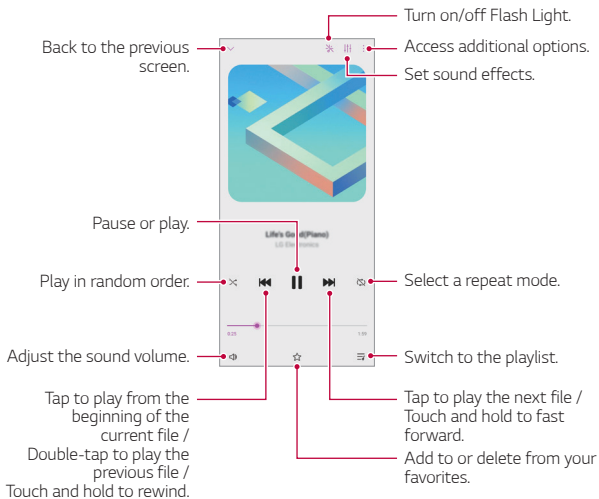 Turn on/off Flash Light.
Back to the previous
screen.
Access additional options.
Set sound effects.
Pause or play.
Life's Good(Piano)
LG Electronics
Play in random order.
Select a repeat mode.
0:25
1:59
Adjust the sound volume.
Switch to the playlist.
Tap to play from the
beginning of the
current file /
Double-tap to play the
previous file /
Touch and hold to rewind.
Tap to play the next file /
Touch and hold to fast
forward.
Add to or delete from your
favorites.